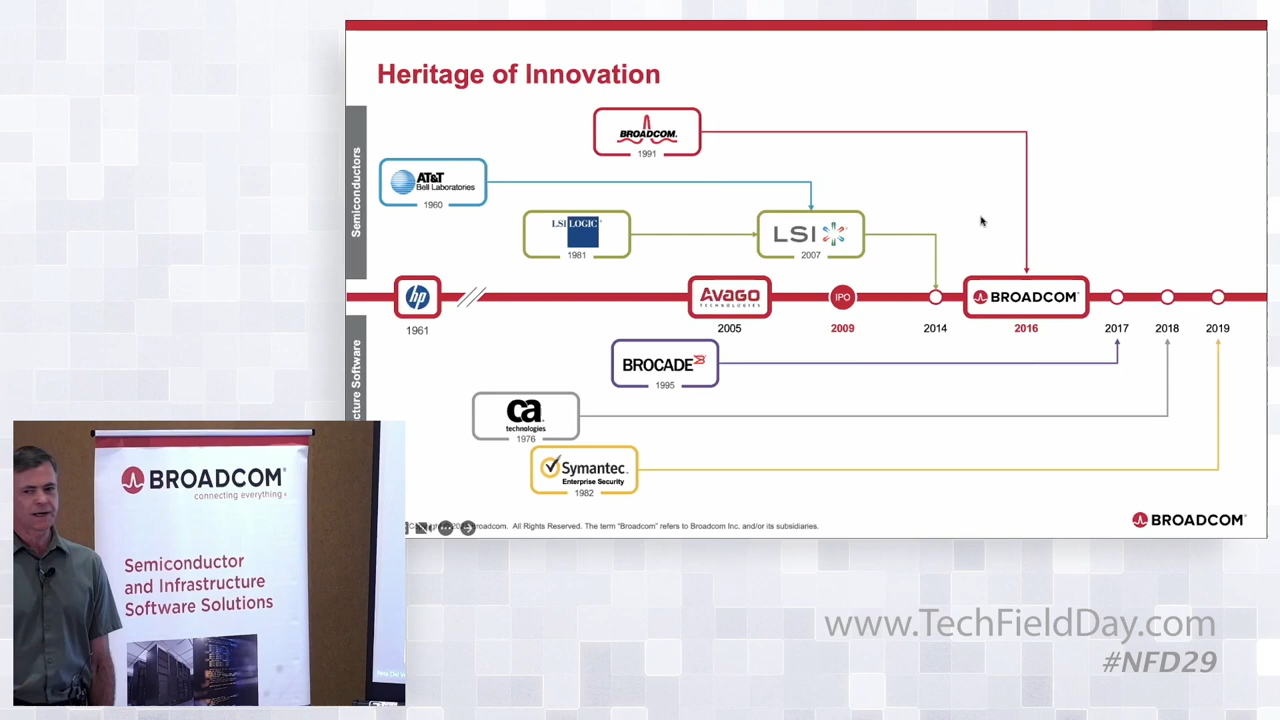 Heritage of Innovation
Semiconductors
BROADCOM
1991
AT&T
Bell Laboratories
1960
LSI LOGIC
1981
LSI
2007
hp
1961
AVAGO
TECHNOLOGIES
2005
IPO
2009
2014
BROADCOM
2016
2017
2018
2019
cture Software
BROCADE
1995
ca
technologies
1976
Symantec.
Enterprise Security
1982
Broadcom. All Rights Reserved. The term "Broadcom" refers to Broadcom Inc. and/or its subsidiaries.
BROADCOM
BROADCOM
connecting everything
Semiconductor
and Infrastructure
Software Solutions
www.TechFieldDay.com
#NFD29